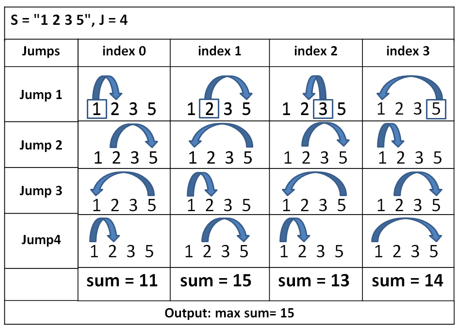 S = "1 2 3 5", J = 4
Jumps index 0 index 1 index 2 index 3
Jump 1 1 2 3 5 1 2 3 5 1 2 3 5 1 2 3 5
Jump 2 1 2 3 5 1 2 3 5 1 2 3 5 1 2 3 5
Jump 3 1 2 3 5 1 2 3 5 1 2 3 5 1 2 3 5
Jump4 1 2 3 5 1 2 3 5 1 2 3 5 1 2 3 5
sum = 11 sum = 15 sum = 13 sum = 14
Output: max sum= 15